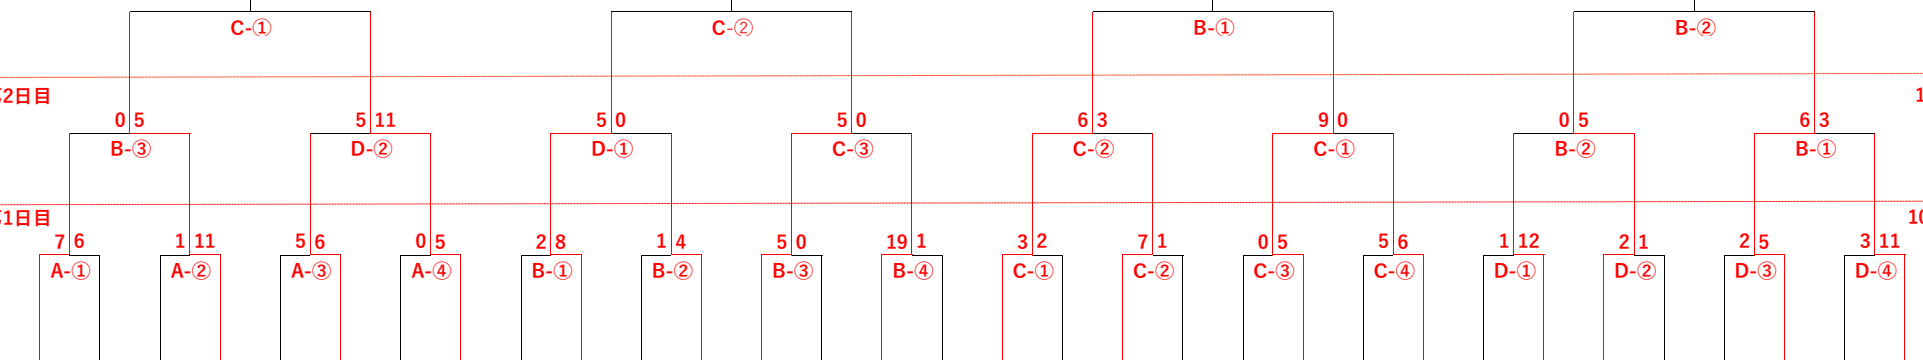 C-① C-② B-① B-②
2日目 1
0 5 5 11 5 0 5 0 6 3 9 0 0 5 6 3
B-③ D-② D-① C-③ C-② C-① B-② B-①
1日目 10
7 6 1 11 5 6 0 5 2 8 1 4 5 0 19 1 3 2 7 1 0 5 5 6 1 12 2 1 2 5 3 11
A-① A-② A-③ A-④ B-① B-② B-③ B-④ C-① C-② C-③ C-④ D-① D-② D-③ D-④